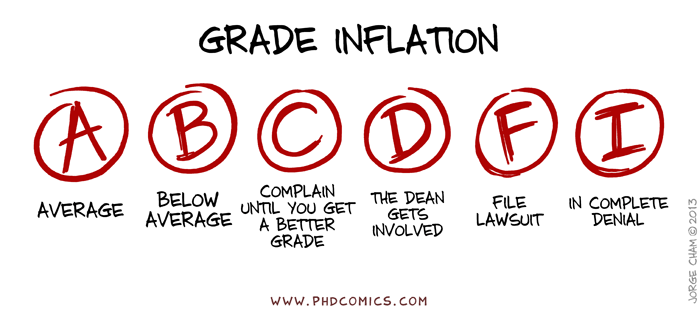 GRADE INFLATION
A B C D F I
AVERAGE
BELOW
AVERAGE
COMPLAIN
UNTIL YOU GET
A BETTER
GRADE
THE DEAN
GETS
INVOLVED
FILE
LAWSUIT
IN COMPLETE
DENIAL
JORGE CHAM © 2013
WWW.PHDCOMICS.COM